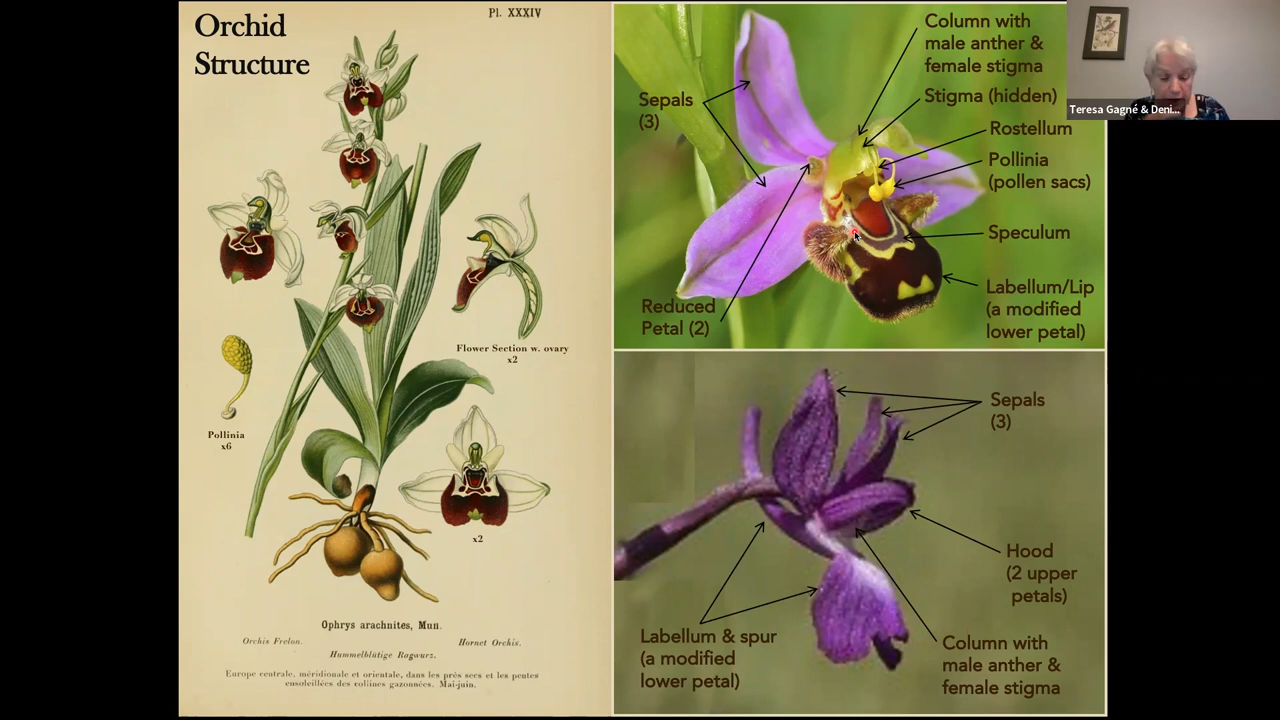 Orchid
Structure
Pl. XXXIV
Flower Section w. ovary
x2
Pollinia
x6
x2
Ophrys arachnites, Mun.
Orchis Frelon.
Hornet Orchis.
Hummelblütige Ragwurz.
Europe centrale, méridionale et orientale, dans les prés secs et les pentes
ensoleillées des collines gazonnées. Mai-juin.
Column with
male anther &
female stigma
Sepals
(3)
Stigma (hidden)
Rostellum
Pollinia
(pollen sacs)
Speculum
Labellum/Lip
(a modified
lower petal)
Reduced
Petal (2)
Sepals
(3)
Hood
(2 upper
petals)
Labellum & spur
(a modified
lower petal)
Column with
male anther &
female stigma
Teresa Gagné & Deni...